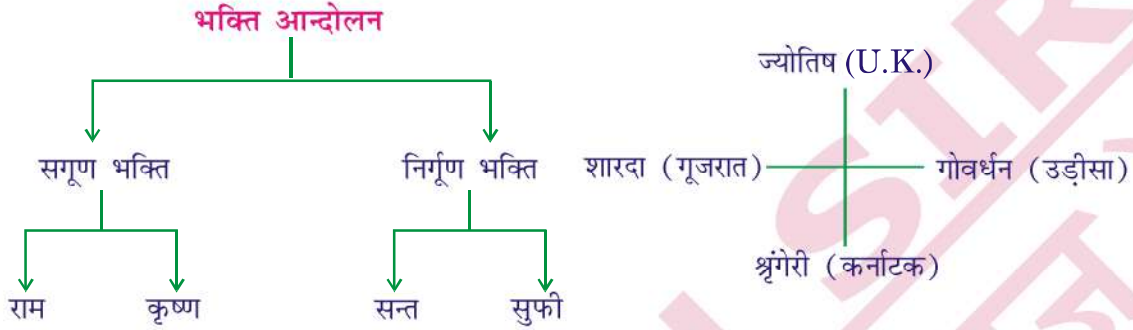 भक्ति आन्दोलन
सगूण भक्ति
निर्गूण भक्ति
राम
कृष्ण
सन्त
सुफी
ज्योतिष (U.K.)
शारदा (गूजरात)
गोवर्धन (उड़ीसा)
श्रृंगेरी (कर्नाटक)